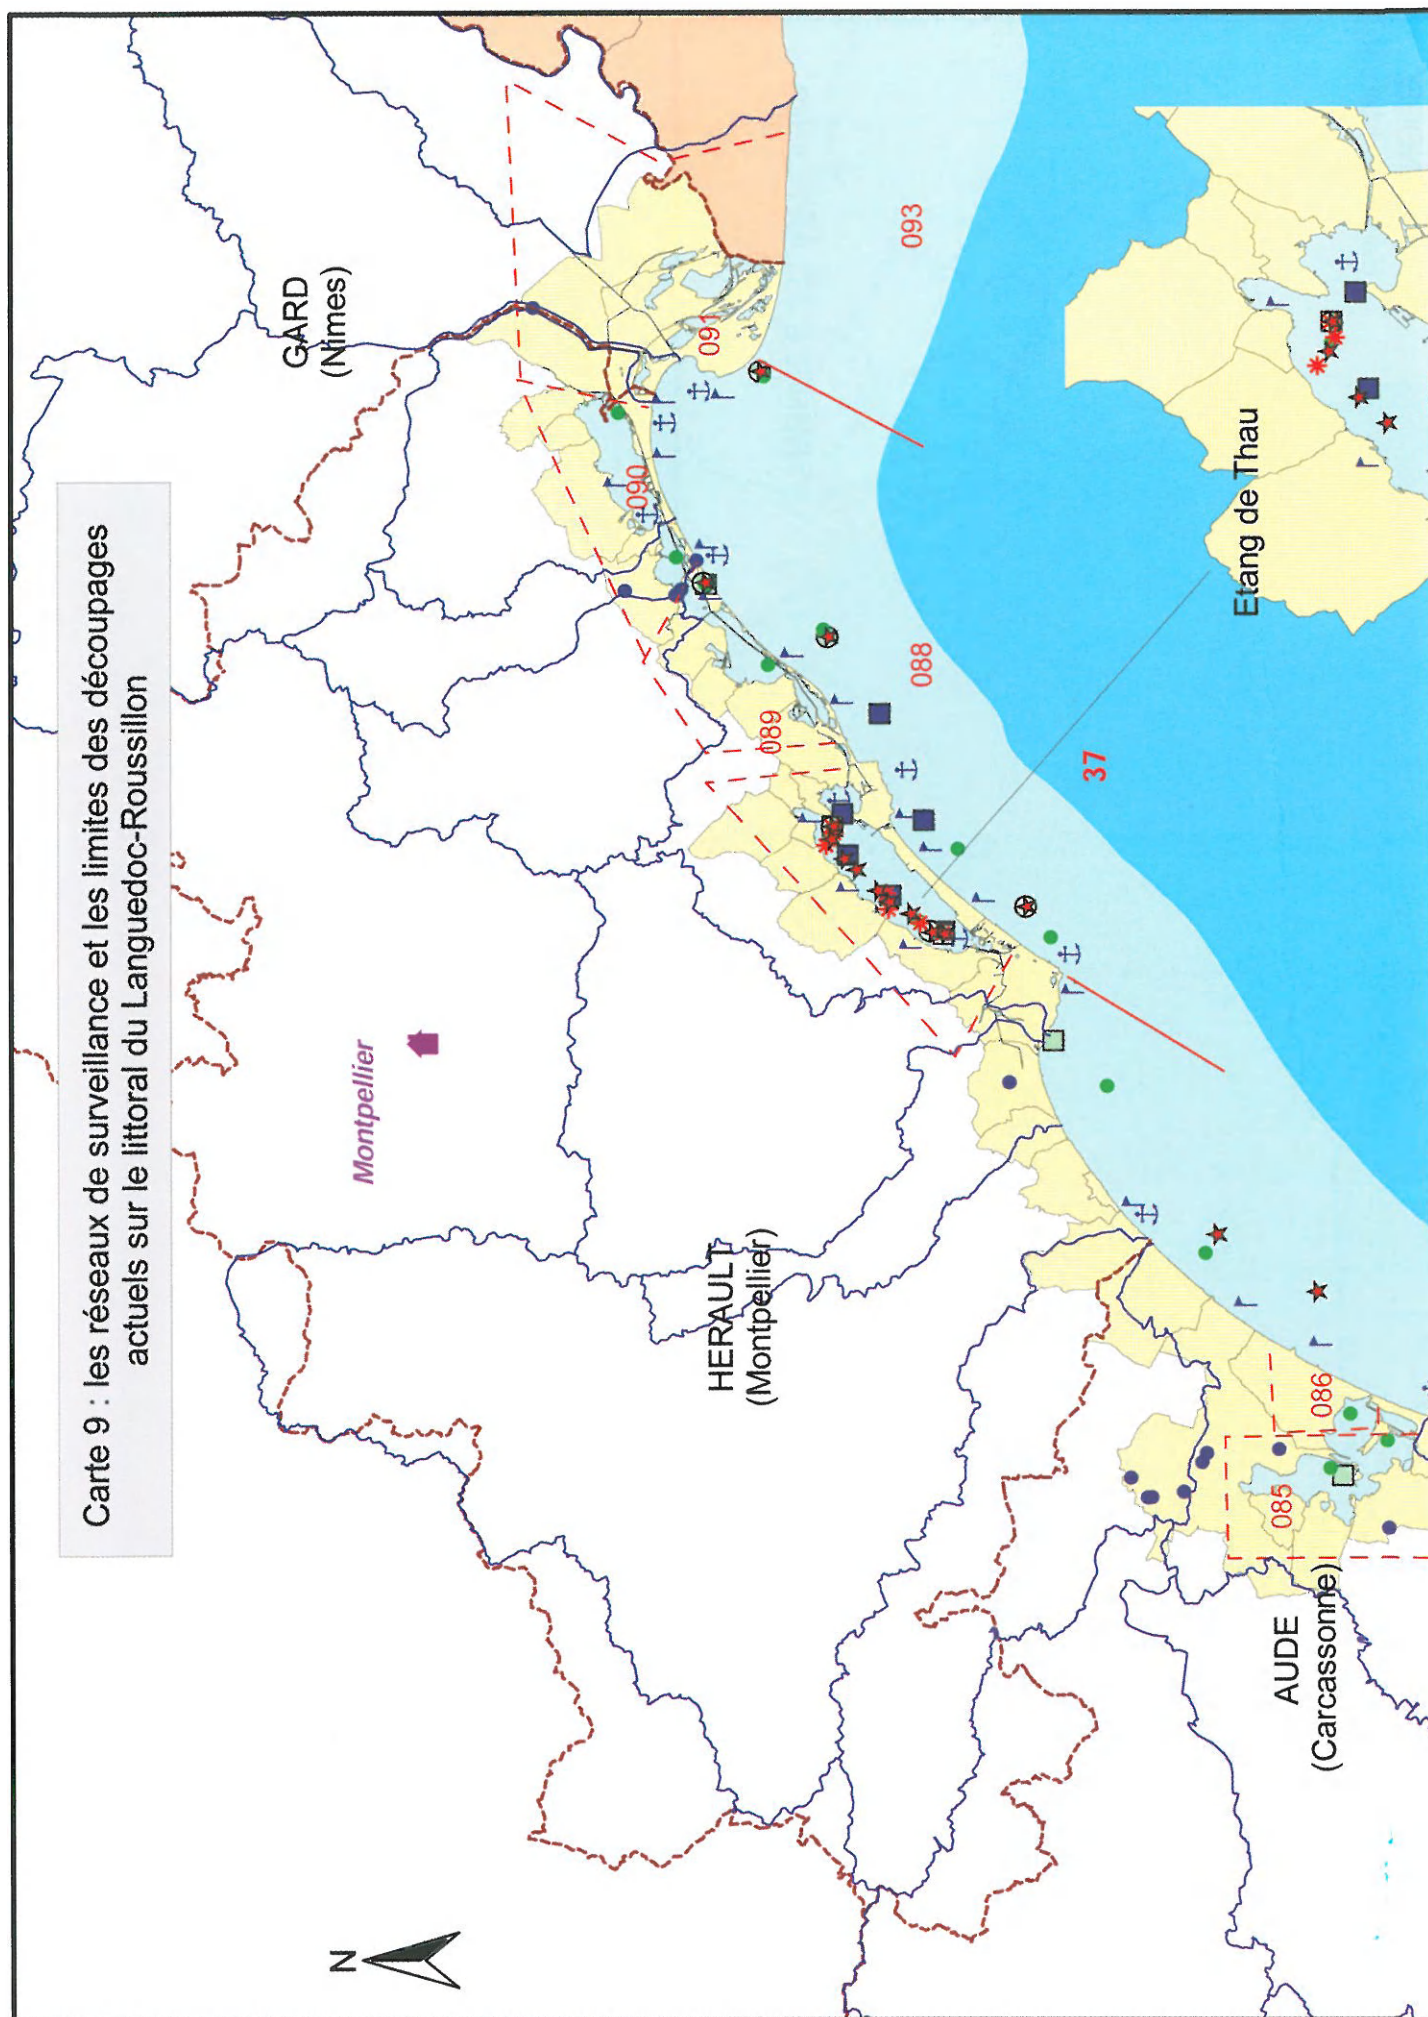 Carte 9 : les réseaux de surveillance et les limites des découpages
actuels sur le littoral du Languedoc-Roussillon
N
Montpellier
GARD
(Nîmes)
HERAULT
(Montpellier)
AUDE
(Carcassonne)
Etang de Thau
093
091
090
088
089
37
086
085